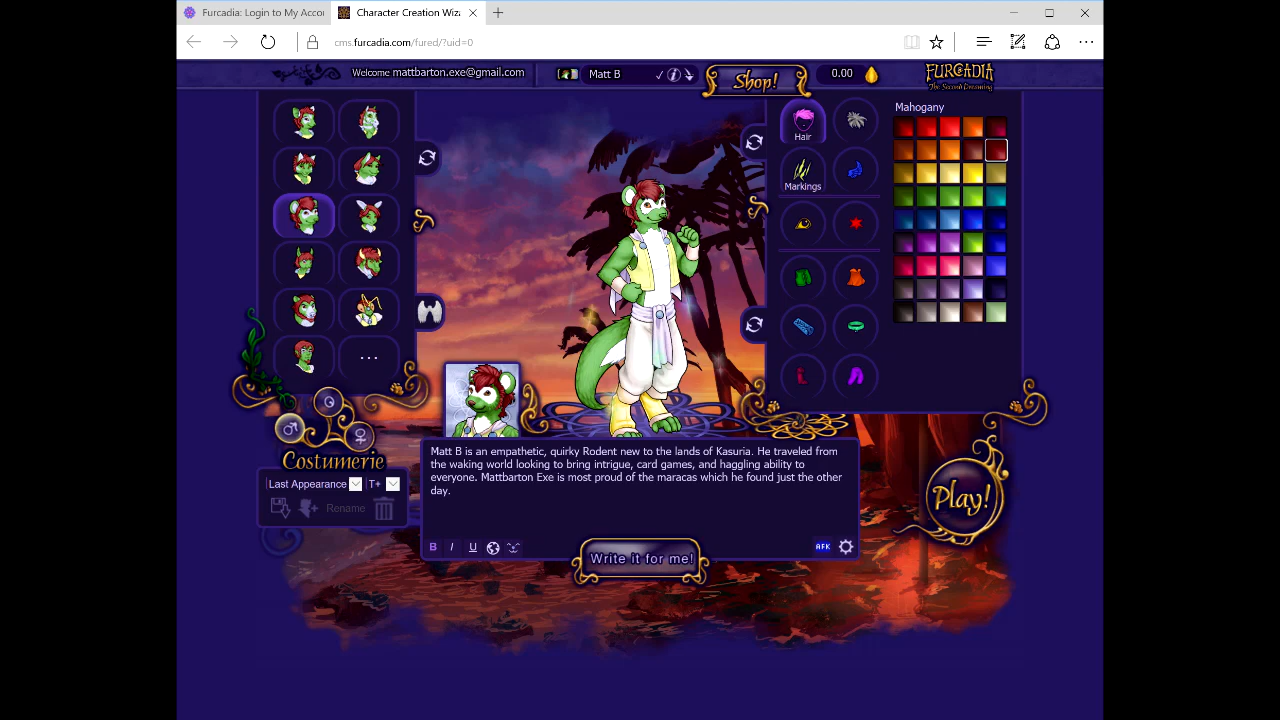 Furcadia: Login to My Accou
Character Creation Wiza
cms.furcadia.com/fured/?uid=0
Welcome mattbarton.exe@gmail.com
Matt B
Shop!
0.00
FURCADIA
The Second Dreaming
Hair
Markings
Mahogany
Costumerie
Last Appearance
T+
Rename
Matt B is an empathetic, quirky Rodent new to the lands of Kasuria. He traveled from
the waking world looking to bring intrigue, card games, and haggling ability to
everyone. Mattbarton Exe is most proud of the maracas which he found just the other
day.
B I U
AFK
Write it for me!
Play!